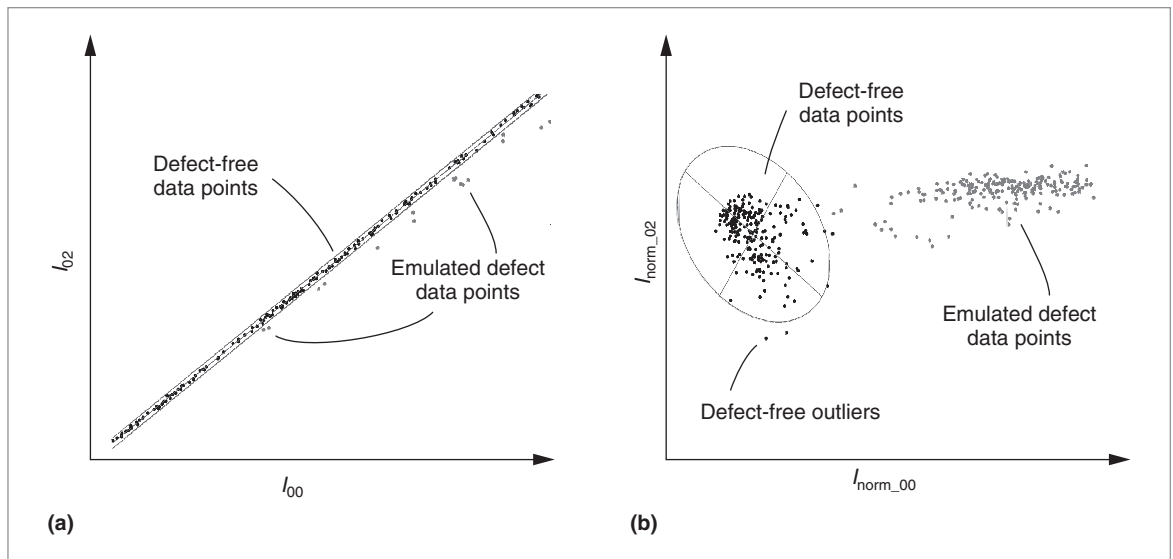 I02
Defect-free
data points
Emulated defect
data points
I00
(a)
Inorm_02
Defect-free
data points
Emulated defect
data points
Defect-free outliers
Inorm_00
(b)